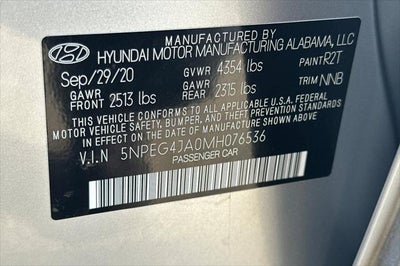 MANUFACTURED BY
HYUNDAI MOTOR MANUFACTURING ALABAMA, LLC
Sep/29/20 GVWR 4354 lbs PAINT R2T
GAWR FRONT 2513 lbs GAWR REAR 2315 lbs TRIM NNB
THIS VEHICLE CONFORMS TO ALL APPLICABLE U.S.A. FEDERAL
MOTOR VEHICLE SAFETY, BUMPER, AND THEFT PREVENTION STANDARDS
IN EFFECT ON THE DATE OF MANUFACTURE SHOWN ABOVE.
V.I.N 5NPEG4JA0MH076536
PASSENGER CAR